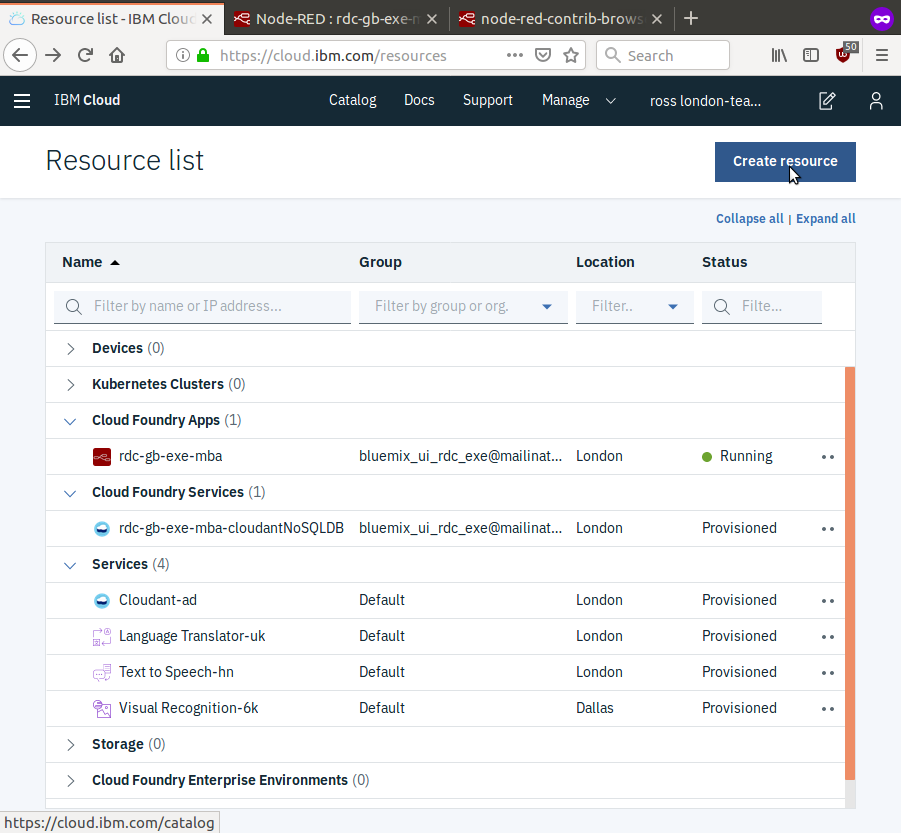 Resource list - IBM Clou
Node-RED : rdc-gb-exe-m
node-red-contrib-brows
https://cloud.ibm.com/resources
Search
50
IBM Cloud
Catalog
Docs
Support
Manage
ross london-tea...
Resource list
Create resource
Collapse all | Expand all
Name Group Location Status
Filter by name or IP address... Filter by group or org. Filter.. Filte...
Devices (0)
Kubernetes Clusters (0)
Cloud Foundry Apps (1)
rdc-gb-exe-mba bluemix_ui_rdc_exe@mailinat... London Running
Cloud Foundry Services (1)
rdc-gb-exe-mba-cloudantNoSQLDB bluemix_ui_rdc_exe@mailinat... London Provisioned
Services (4)
Cloudant-ad Default London Provisioned
Language Translator-uk Default London Provisioned
Text to Speech-hn Default London Provisioned
Visual Recognition-6k Default Dallas Provisioned
Storage (0)
Cloud Foundry Enterprise Environments (0)
https://cloud.ibm.com/catalog